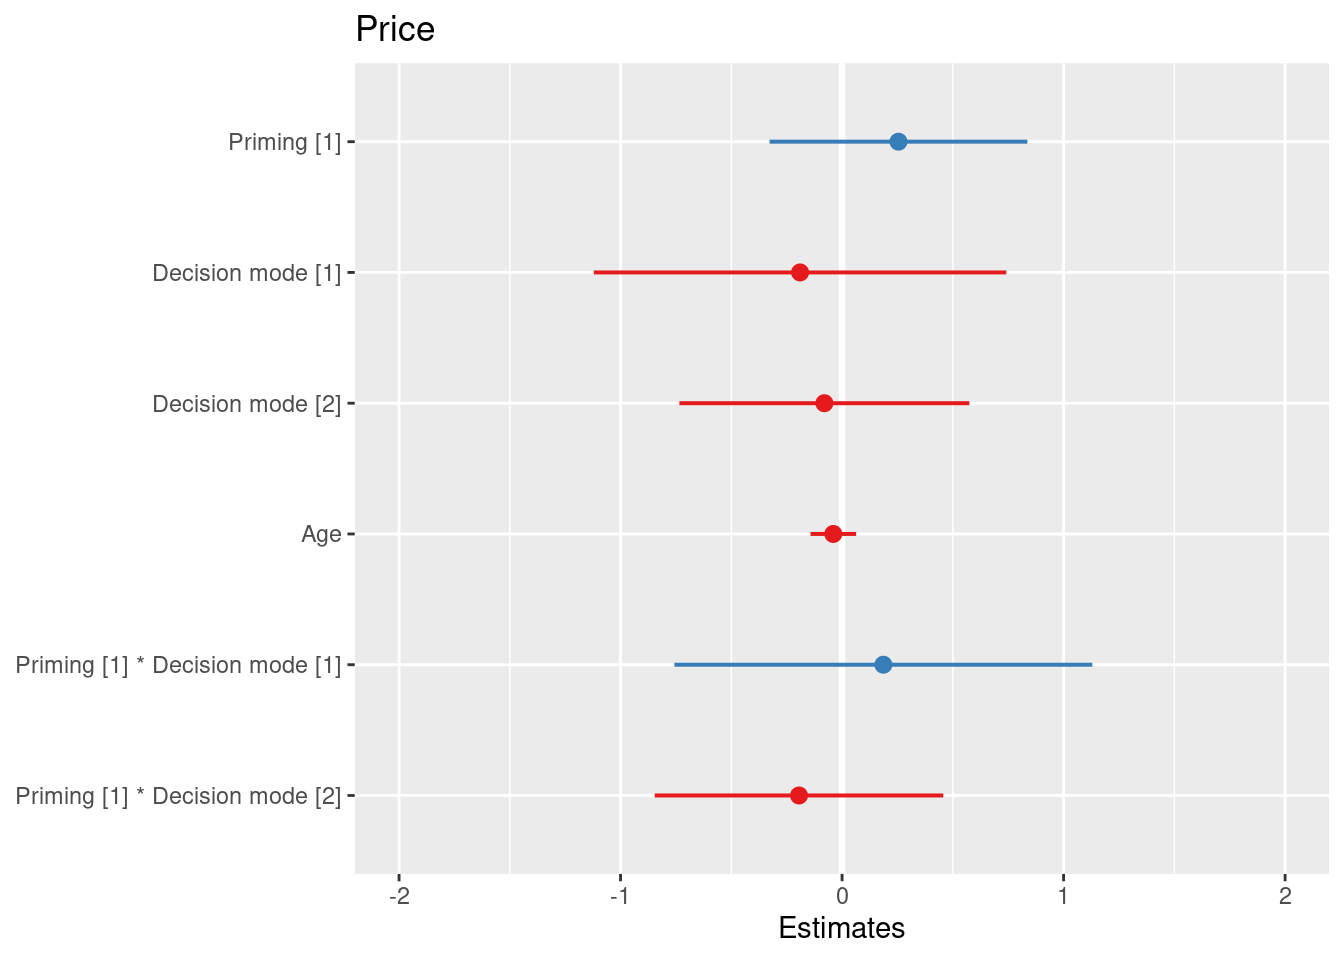 Price
Priming [1]
Decision mode [1]
Decision mode [2]
Age
Priming [1] * Decision mode [1]
Priming [1] * Decision mode [2]
-2 -1 0 1 2
Estimates